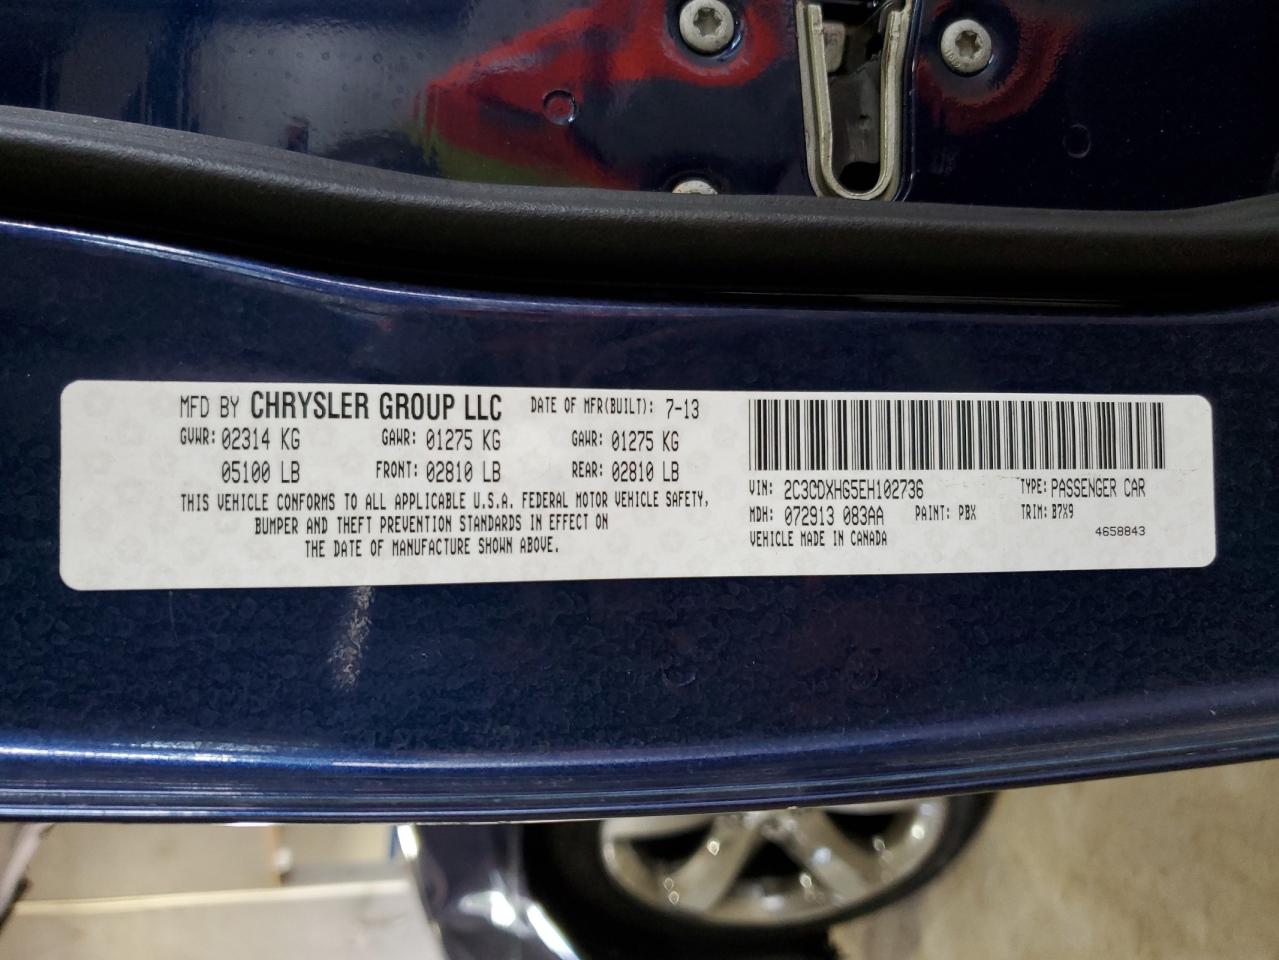 MFD BY CHRYSLER GROUP LLC DATE OF MFR(BUILT): 7-13
GVWR: 02314 KG GAWR: 01275 KG GAWR: 01275 KG
05100 LB FRONT: 02810 LB REAR: 02810 LB
THIS VEHICLE CONFORMS TO ALL APPLICABLE U.S.A. FEDERAL MOTOR VEHICLE SAFETY,
BUMPER AND THEFT PREVENTION STANDARDS IN EFFECT ON
THE DATE OF MANUFACTURE SHOWN ABOVE.
VIN: 2C3CDXHG5EH102736 TYPE: PASSENGER CAR
MDH: 072913 083AA PAINT: PBX TRIM: B7X9
VEHICLE MADE IN CANADA 4658843